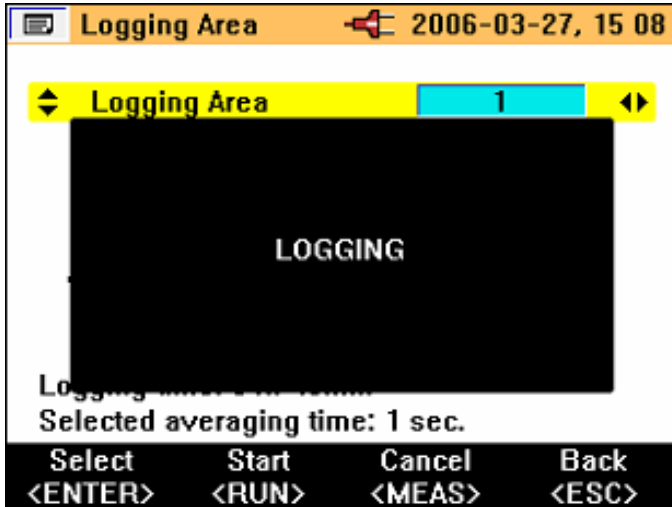 Logging Area 2006-03-27, 15 08
Logging Area 1
LOGGING
Selected averaging time: 1 sec.
Select Start Cancel Back
<ENTER> <RUN> <MEAS> <ESC>